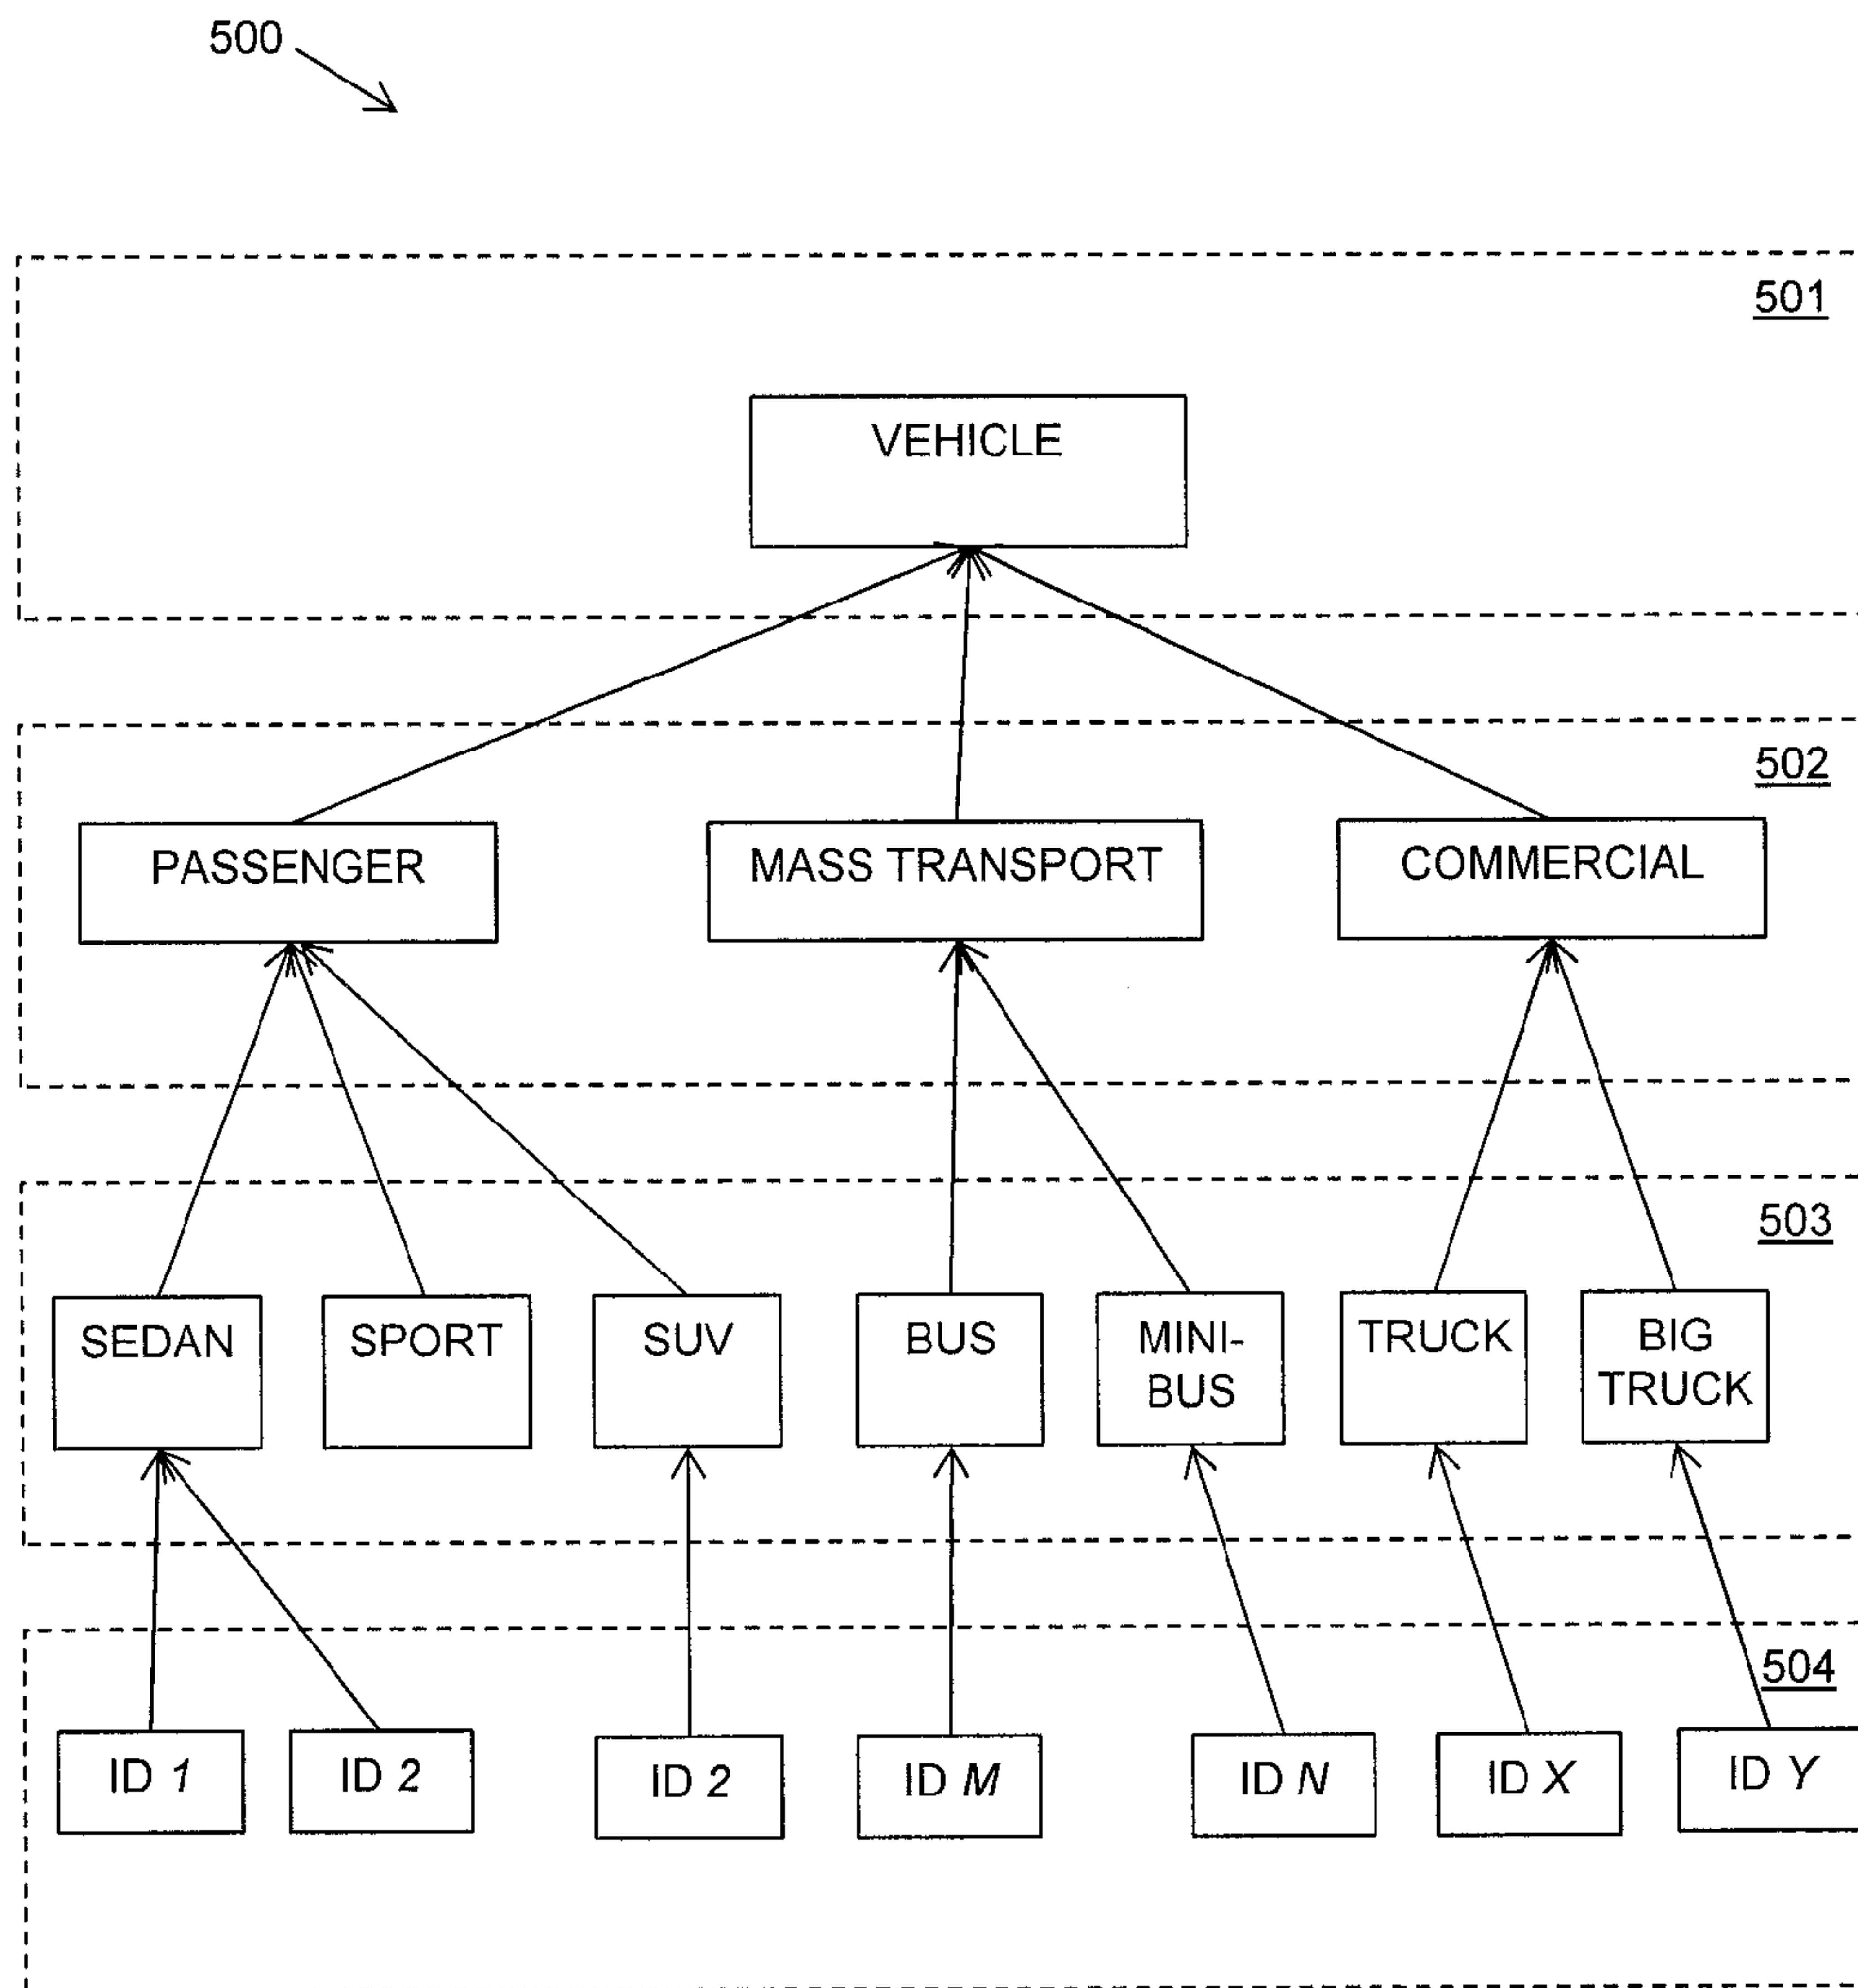 500
501
VEHICLE
502
PASSENGER
MASS TRANSPORT
COMMERCIAL
503
SEDAN
SPORT
SUV
BUS
MINI-
BUS
TRUCK
BIG
TRUCK
504
ID 1
ID 2
ID 2
ID M
ID N
ID X
ID Y